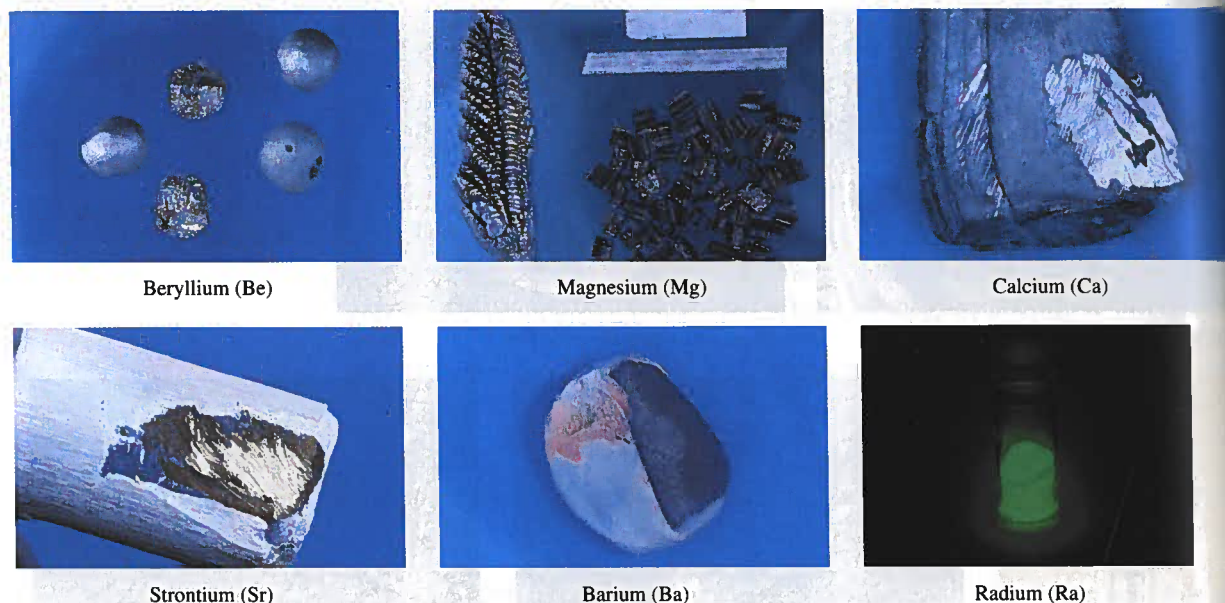 Beryllium (Be)
Magnesium (Mg)
Calcium (Ca)
Strontium (Sr)
Barium (Ba)
Radium (Ra)